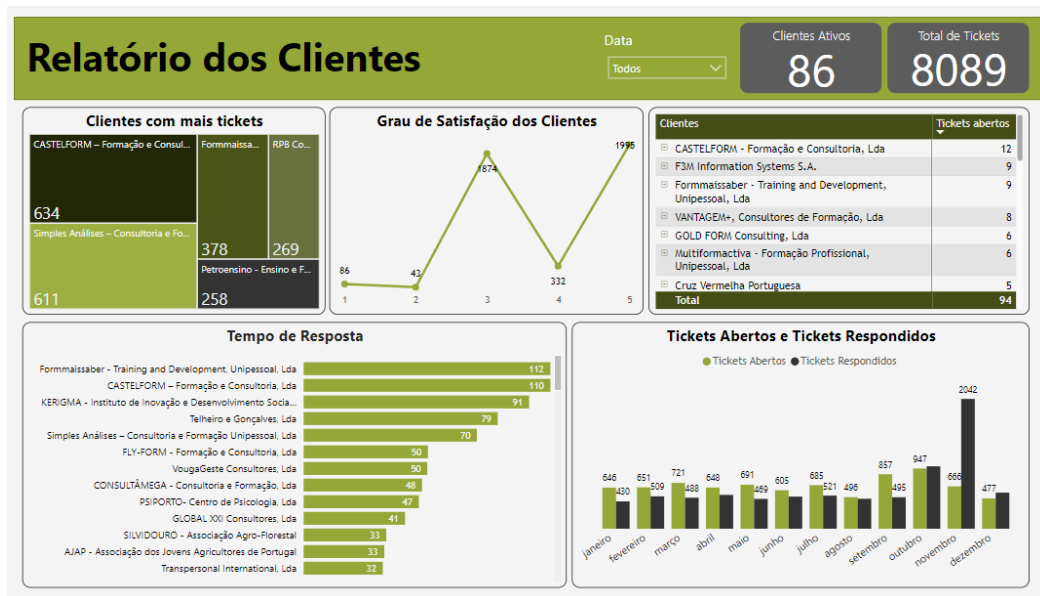 Relatório dos Clientes
Data
Todos
Clientes Ativos
86
Total de Tickets
8089
Clientes com mais tickets
CASTELFORM – Formação e Consul...
634
Simples Análises – Consultoria e Fo...
611
Formmaissa...
378
RPB Co...
269
Petroensino - Ensino e F...
258
Grau de Satisfação dos Clientes
86
43
1874
332
1995
1 2 3 4 5
Clientes Tickets abertos
CASTELFORM - Formação e Consultoria, Lda 12
F3M Information Systems S.A. 9
Formmaissaber - Training and Development, 9
Unipessoal, Lda
VANTAGEM+, Consultores de Formação, Lda 8
GOLD FORM Consulting, Lda 6
Multiformactiva - Formação Profissional, 6
Unipessoal, Lda
Cruz Vermelha Portuguesa 5
Total 94
Tempo de Resposta
Formmaissaber - Training and Development, Unipessoal, Lda 112
CASTELFORM – Formação e Consultoria, Lda 110
KERIGMA - Instituto de Inovação e Desenvolvimento Socia... 91
Telheiro e Gonçalves, Lda 79
Simples Análises – Consultoria e Formação Unipessoal, Lda 70
FLY-FORM - Formação e Consultoria, Lda 50
VougaGeste Consultores, Lda 50
CONSULTÂMEGA - Consultoria e Formação, Lda 48
PSIPORTO- Centro de Psicologia, Lda 47
GLOBAL XXI Consultores, Lda 41
SILVIDOURO - Associação Agro-Florestal 33
AJAP - Associação dos Jovens Agricultores de Portugal 33
Transpersonal International, Lda 32
Tickets Abertos e Tickets Respondidos
Tickets Abertos Tickets Respondidos
646 430 651 509 721 488 648 691 469 605 685 521 496 857 495 947 666 2042 477
janeiro fevereiro março abril maio junho julho agosto setembro outubro novembro dezembro